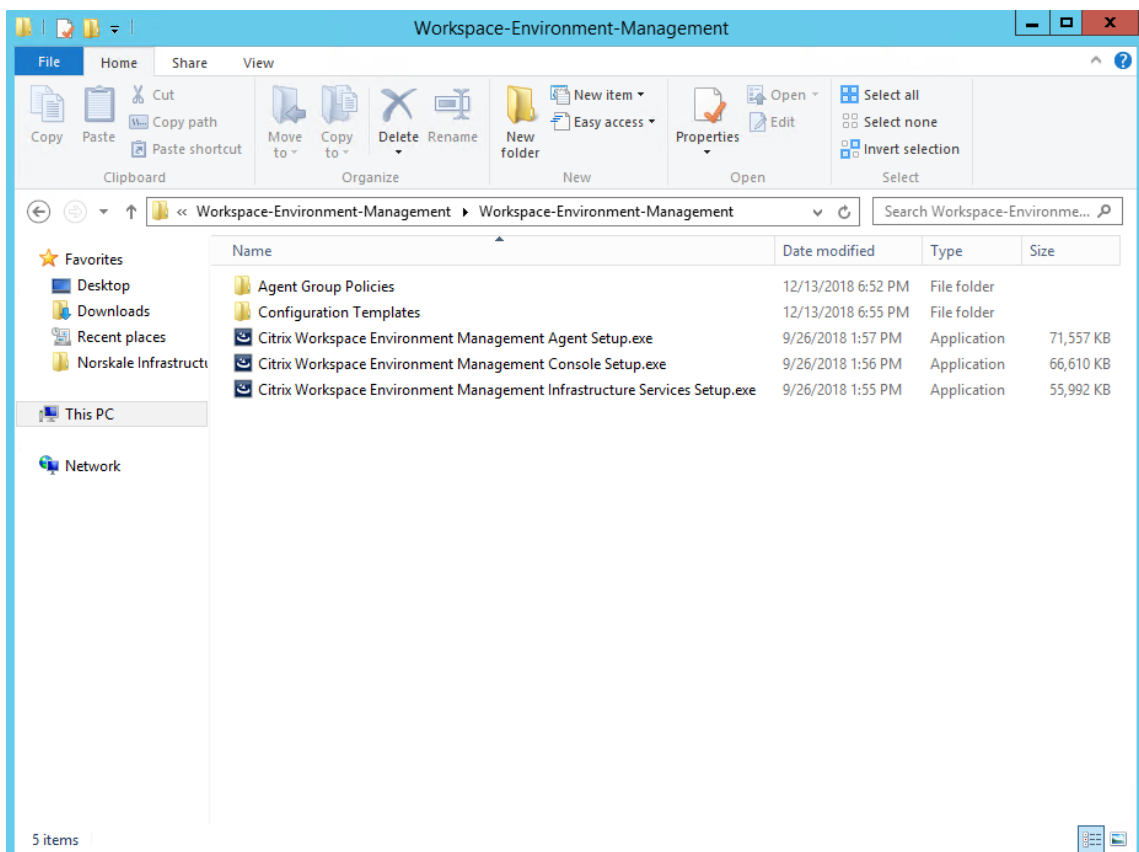 Workspace-Environment-Management
File Home Share View
Copy
Paste
Cut
Copy path
Paste shortcut
Clipboard
Move to
Copy to
Delete
Rename
Organize
New folder
New item
Easy access
New
Properties
Open
Edit
Open
Select all
Select none
Invert selection
Select
« Workspace-Environment-Management Workspace-Environment-Management
Search Workspace-Environme...
Name Date modified Type Size
Favorites
Desktop
Downloads
Recent places
Norskale Infrastructu
This PC
Network
Agent Group Policies 12/13/2018 6:52 PM File folder
Configuration Templates 12/13/2018 6:55 PM File folder
Citrix Workspace Environment Management Agent Setup.exe 9/26/2018 1:57 PM Application 71,557 KB
Citrix Workspace Environment Management Console Setup.exe 9/26/2018 1:56 PM Application 66,610 KB
Citrix Workspace Environment Management Infrastructure Services Setup.exe 9/26/2018 1:55 PM Application 55,992 KB
5 items